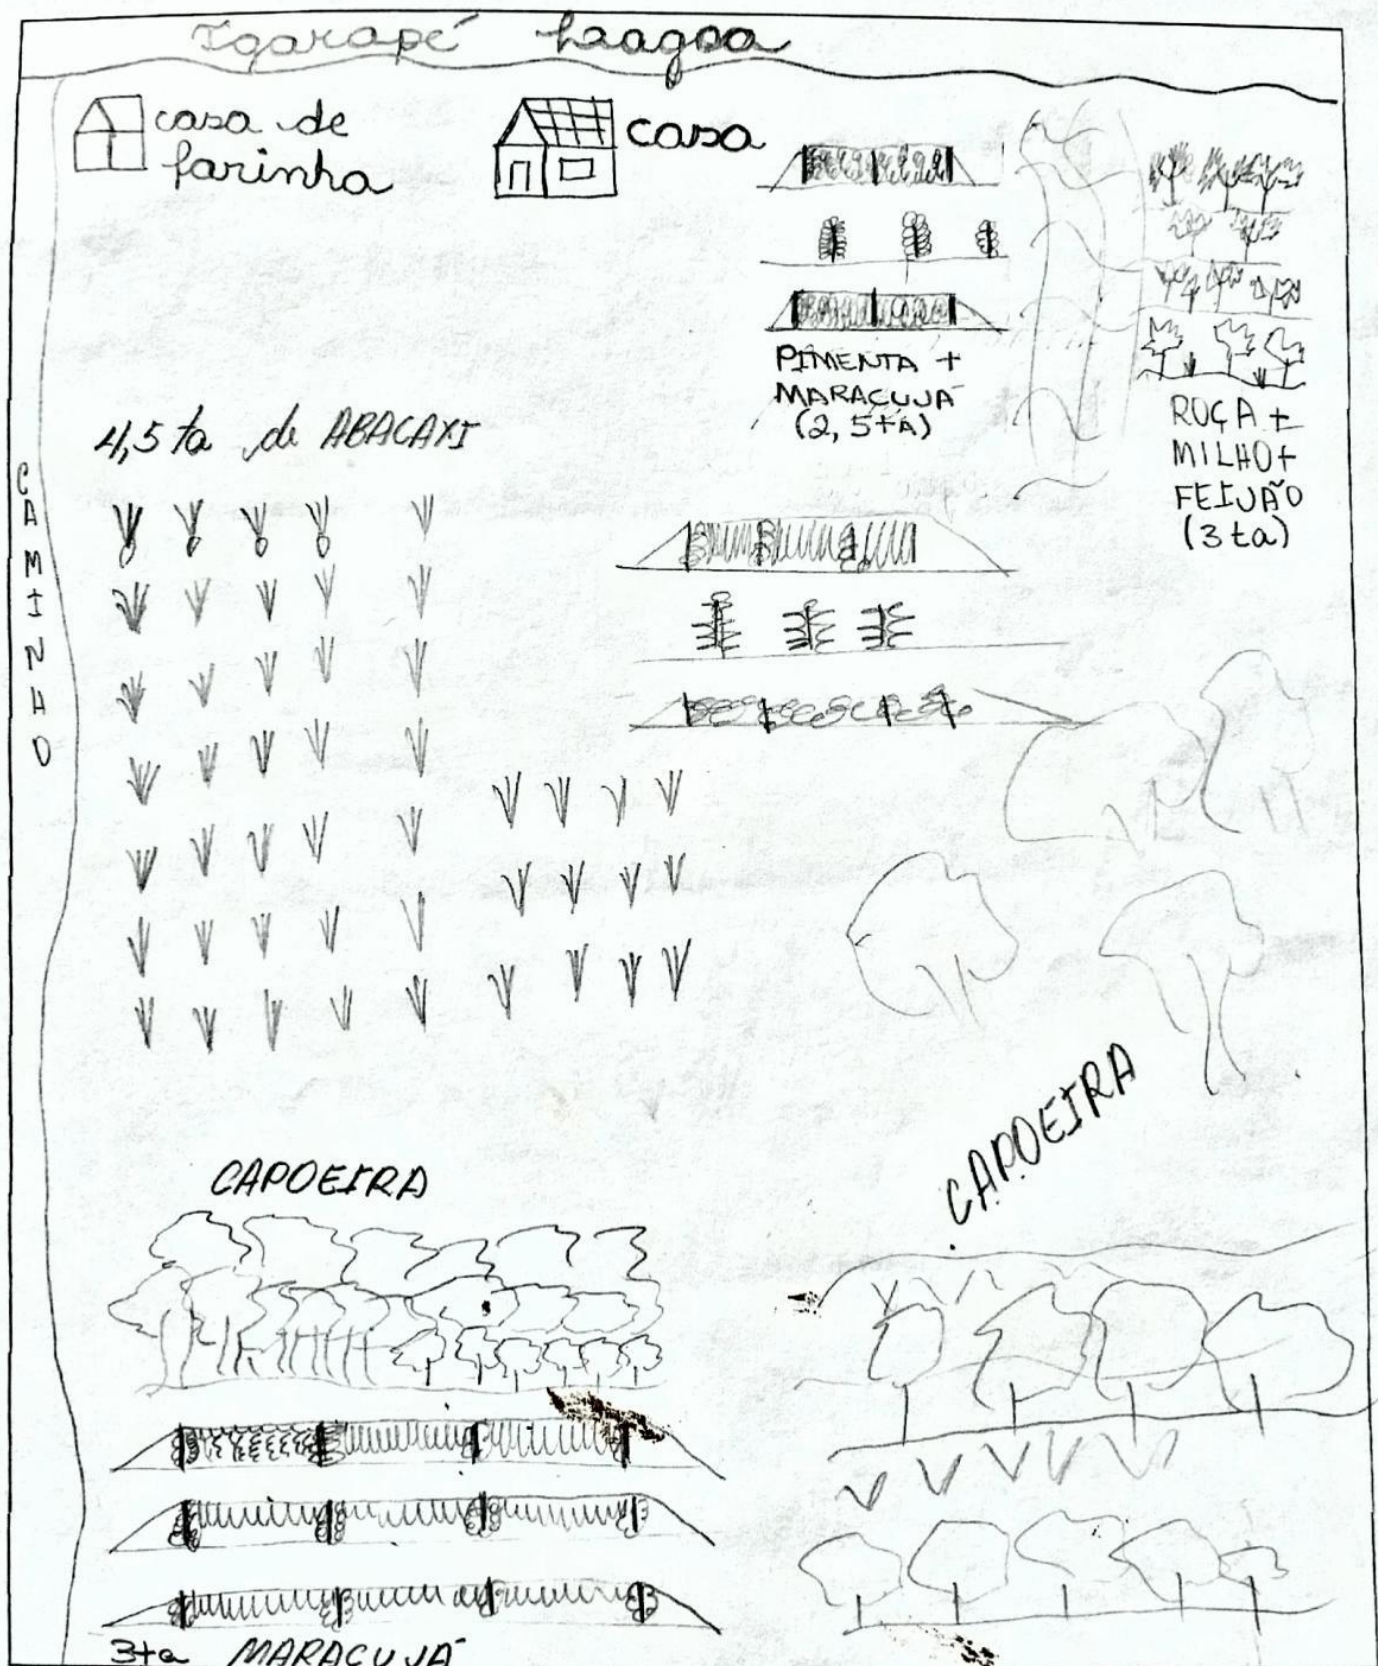 Igarapé Lagoa
casa de
farinha
casa
PIMENTA +
MARACUJÁ
(2,5 ta)
ROÇA +
MILHO +
FEIJÃO
(3 ta)
4,5 ta de ABACAXI
CAMINHO
CAPOEIRA
CAPOEIRA
3ta MARACUJÁ